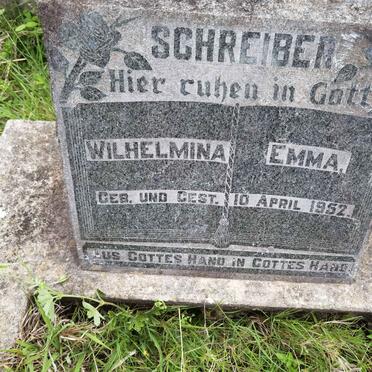 SCHREIBER
Hier ruhen in Gott
WILHELMINA EMMA,
GEB. UND GEST. 10 APRIL 1952.
AUS GOTTES HAND IN GOTTES HAND